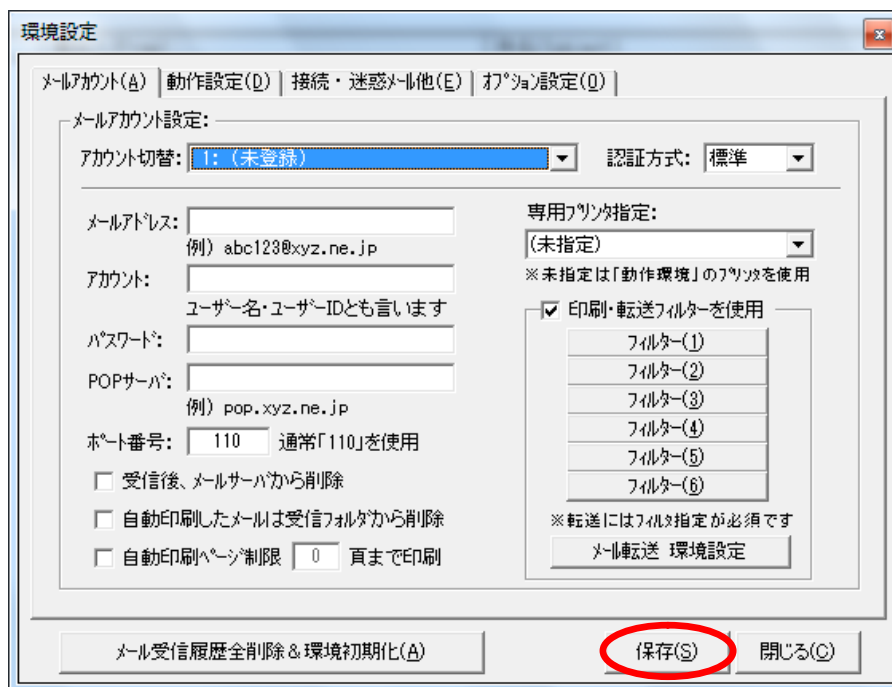 環境設定
メールアカウント(A) 動作設定(D) 接続・迷惑メール他(E) オプション設定(O)
メールアカウント設定:
アカウント切替: 1: (未登録) 認証方式: 標準
メールアドレス:
例) abc123@xyz.ne.jp
アカウント:
ユーザー名・ユーザーIDとも言います
パスワード:
POPサーバ:
例) pop.xyz.ne.jp
ポート番号: 110 通常「110」を使用
受信後、メールサーバから削除
自動印刷したメールは受信フォルダから削除
自動印刷ページ制限 0 頁まで印刷
専用プリンタ指定:
(未指定)
※未指定は「動作環境」のプリンタを使用
印刷・転送フィルターを使用
フィルター(1)
フィルター(2)
フィルター(3)
フィルター(4)
フィルター(5)
フィルター(6)
※転送にはフィルタ指定が必須です
メール転送 環境設定
メール受信履歴全削除&環境初期化(A) 保存(S) 閉じる(C)